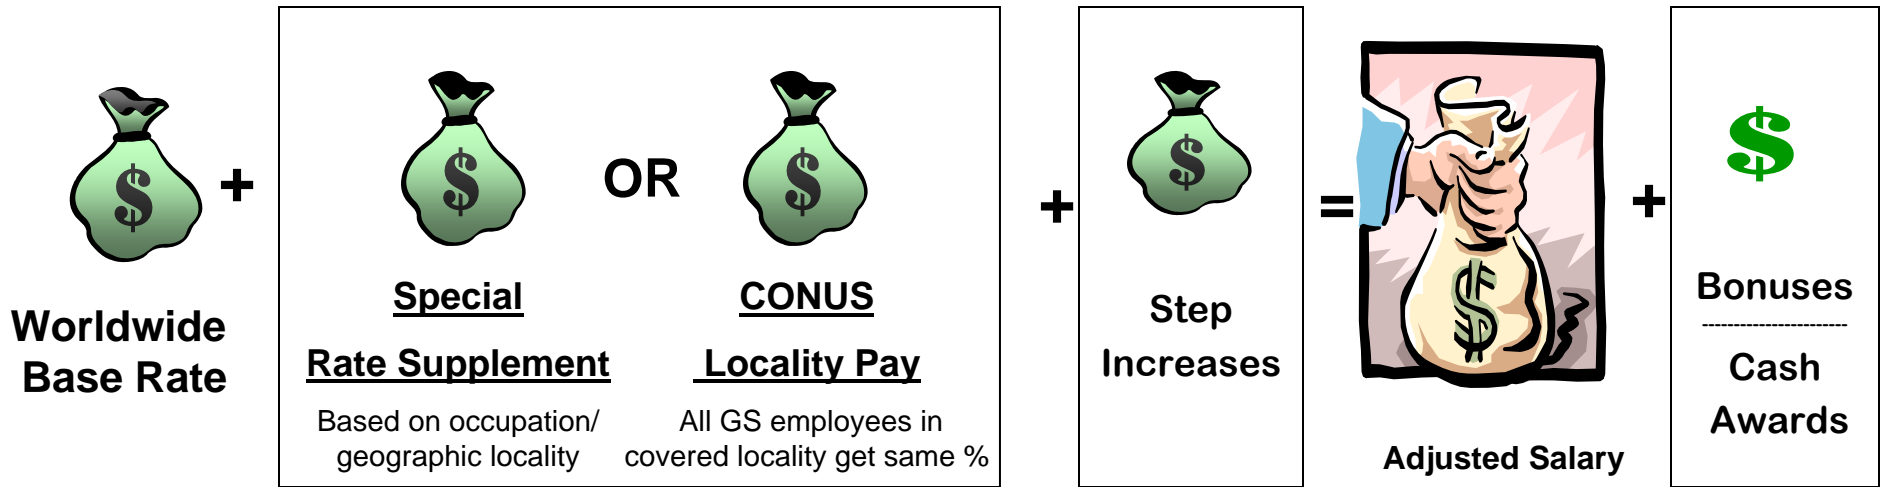 Worldwide
Base Rate
+
$
Special
Rate Supplement
Based on occupation/
geographic locality
$
OR
$
CONUS
Locality Pay
All GS employees in
covered locality get same %
+
$
Step
Increases
=
$
Adjusted Salary
+
$
Bonuses
-----------------------
Cash
Awards